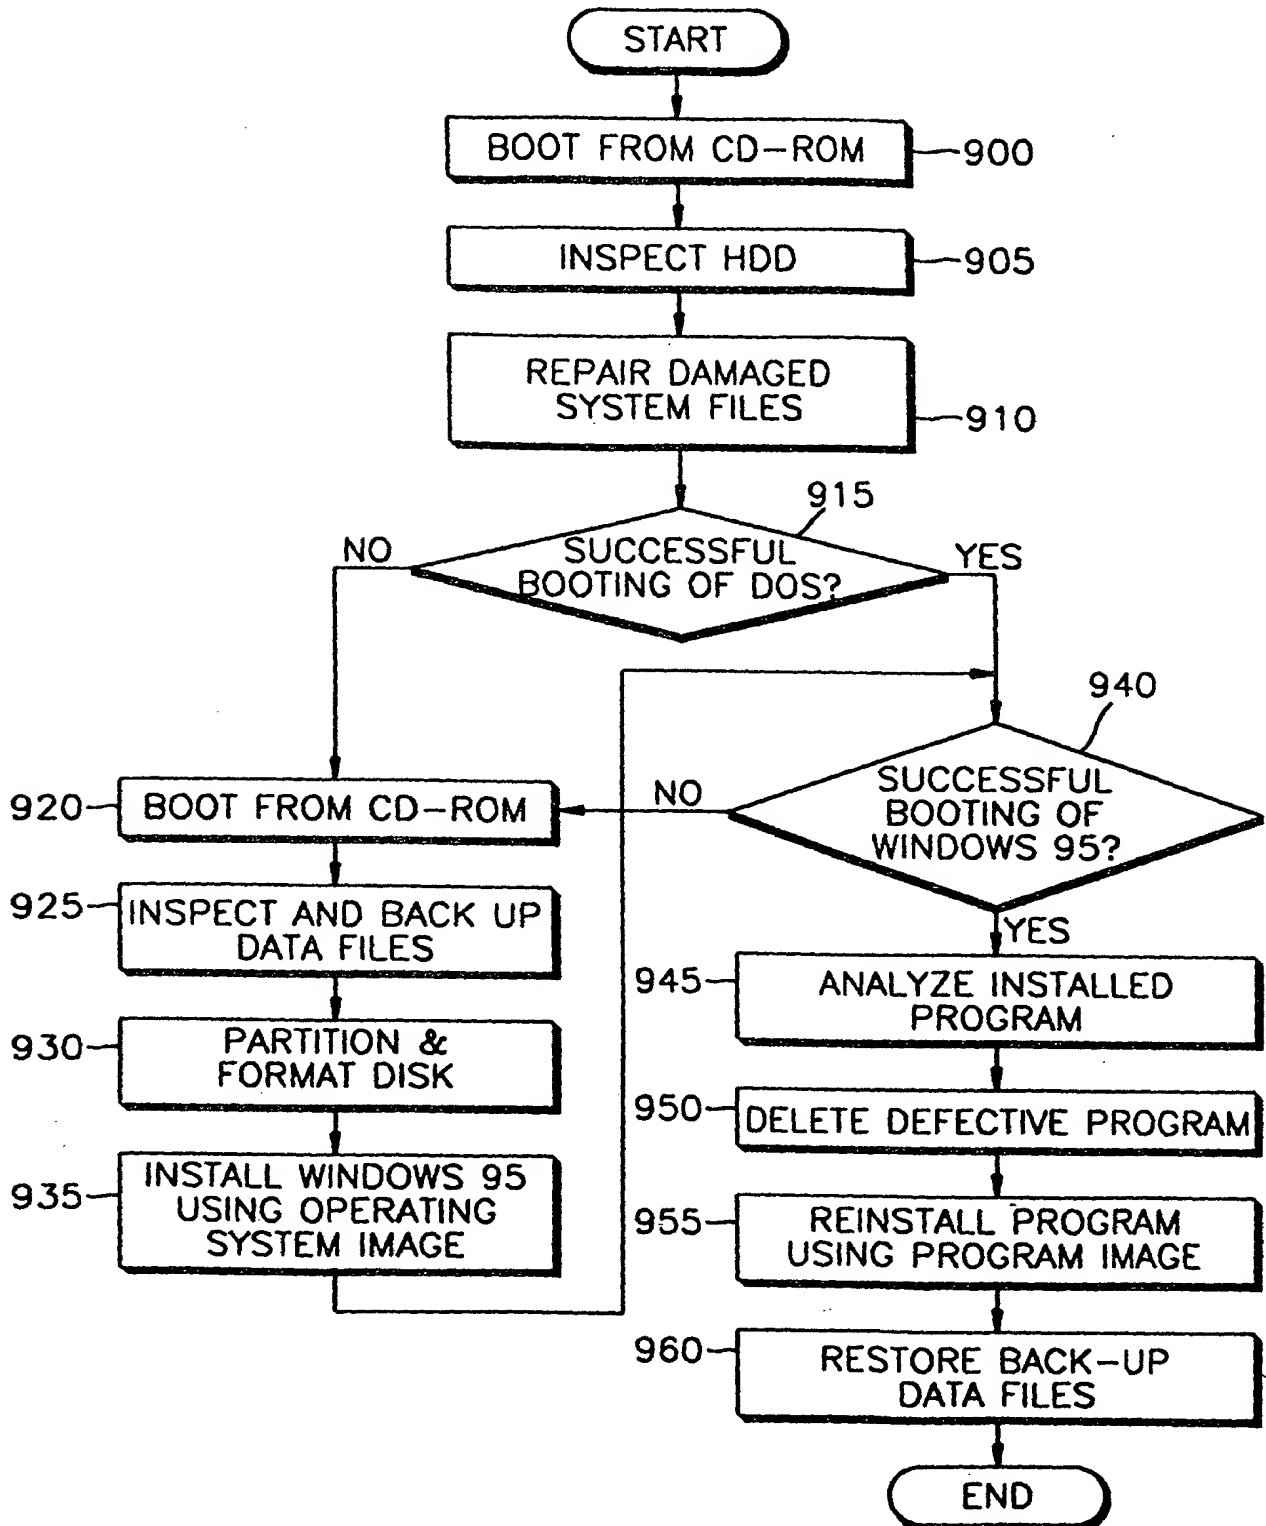 START
BOOT FROM CD-ROM
900
INSPECT HDD
905
REPAIR DAMAGED
SYSTEM FILES
910
915
NO
SUCCESSFUL
BOOTING OF DOS?
YES
940
920
BOOT FROM CD-ROM
NO
SUCCESSFUL
BOOTING OF
WINDOWS 95?
YES
925
INSPECT AND BACK UP
DATA FILES
930
PARTITION &
FORMAT DISK
935
INSTALL WINDOWS 95
USING OPERATING
SYSTEM IMAGE
945
ANALYZE INSTALLED
PROGRAM
950
DELETE DEFECTIVE PROGRAM
955
REINSTALL PROGRAM
USING PROGRAM IMAGE
960
RESTORE BACK-UP
DATA FILES
END